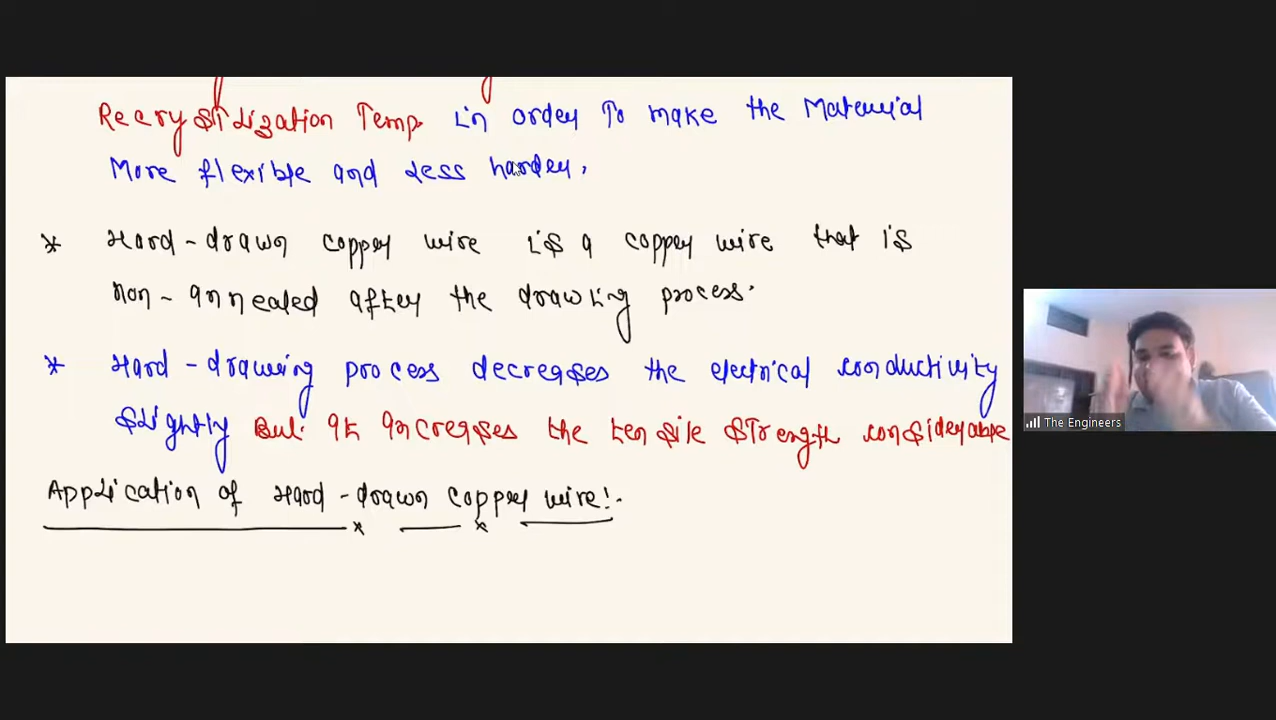 Recrystallization Temp. in order To make the Material
More flexible and Less harder.
* Hard-drawn copper wire is a copper wire that is
non-annealed after the drawing process.
* Hard-drawing process decreases the electrical conductivity
slightly But it increases the tensile strength considerable
Application of Hard-drawn copper wire:-
The Engineers